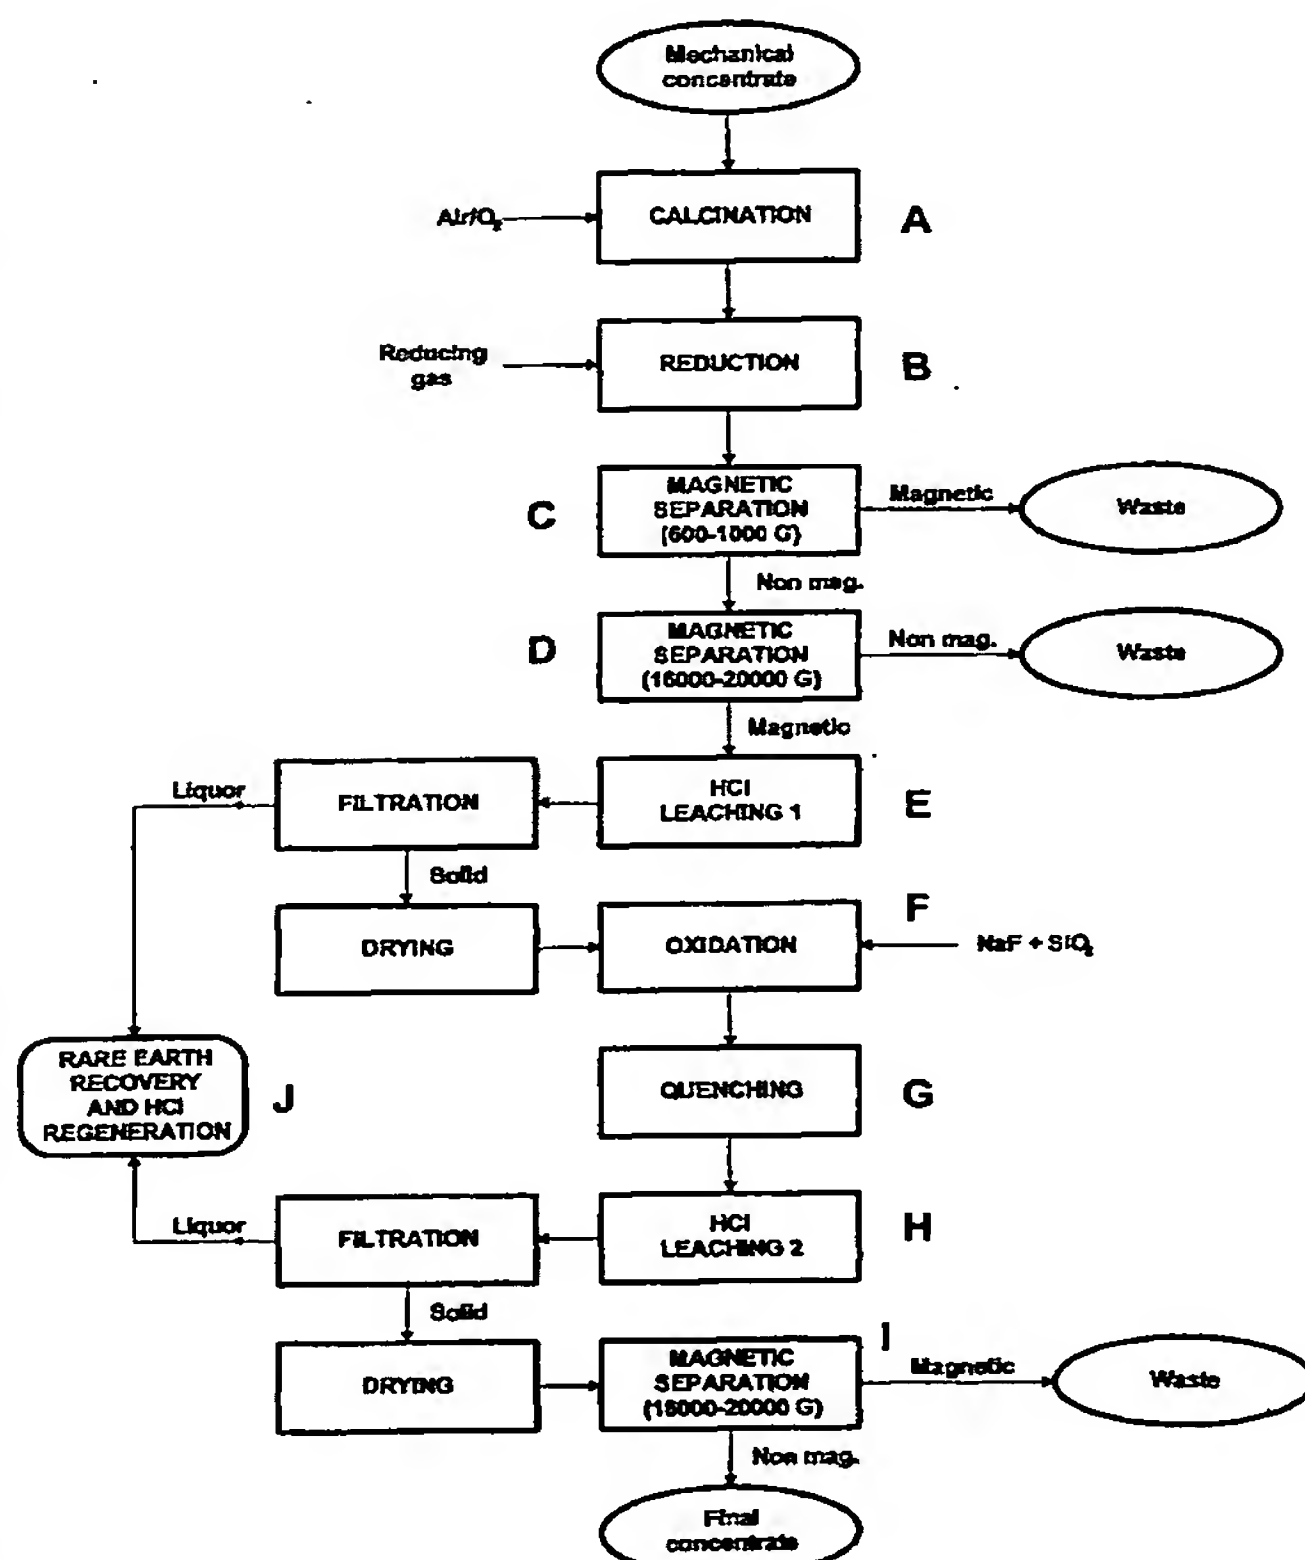 Mechanical
concentrate
Air/O₂
CALCINATION
A
Reducing
gas
REDUCTION
B
C
MAGNETIC
SEPARATION
(600-1000 G)
Magnetic
Waste
Non mag.
D
MAGNETIC
SEPARATION
(16000-20000 G)
Non mag.
Waste
Magnetic
Liquor
FILTRATION
HCl
LEACHING 1
E
Solid
DRYING
OXIDATION
F
NaF + SiO₂
RARE EARTH
RECOVERY
AND HCl
REGENERATION
J
QUENCHING
G
Liquor
FILTRATION
HCl
LEACHING 2
H
Solid
DRYING
MAGNETIC
SEPARATION
(16000-20000 G)
I
Magnetic
Waste
Non mag.
Final
concentrate